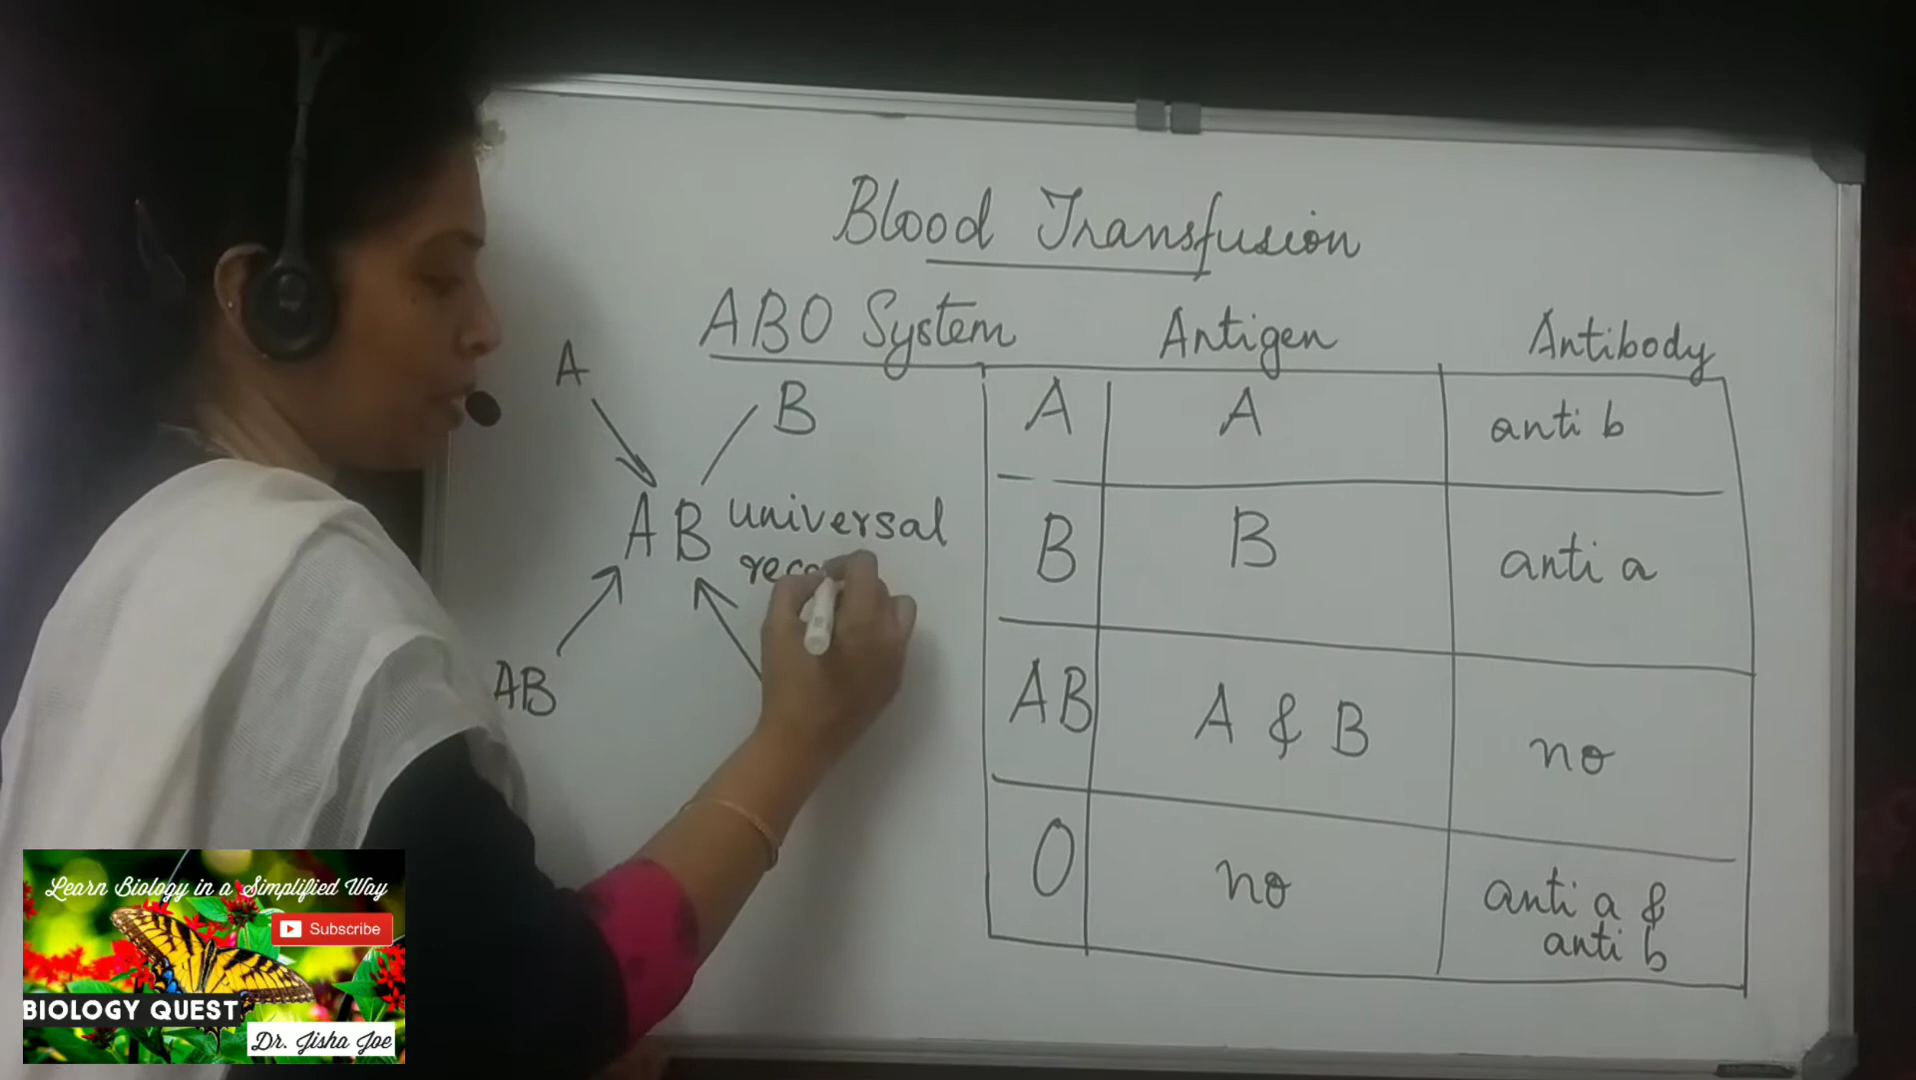 Blood Transfusion
ABO System Antigen Antibody
A
B
AB universal
AB
A A anti b
B B anti a
AB A & B no
O no anti a &
anti b
Learn Biology in a Simplified Way
Subscribe
BIOLOGY QUEST
Dr. Jisha Joe